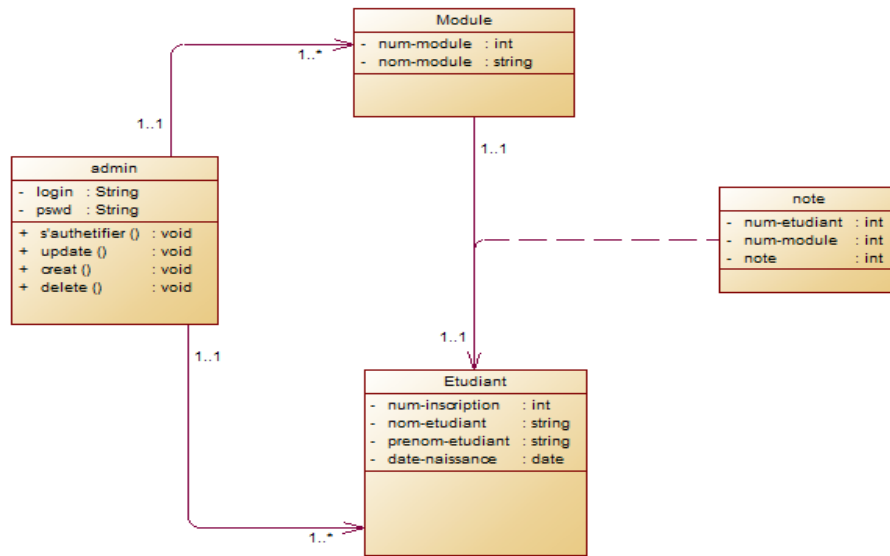 Module
- num-module : int
- nom-module : string
1..*
1..1
1..1
admin
- login : String
- pswd : String
+ s'authetifier () : void
+ update () : void
+ creat () : void
+ delete () : void
note
- num-etudiant : int
- num-module : int
- note : int
1..1
1..1
Etudiant
- num-inscription : int
- nom-etudiant : string
- prenom-etudiant : string
- date-naissance : date
1..*